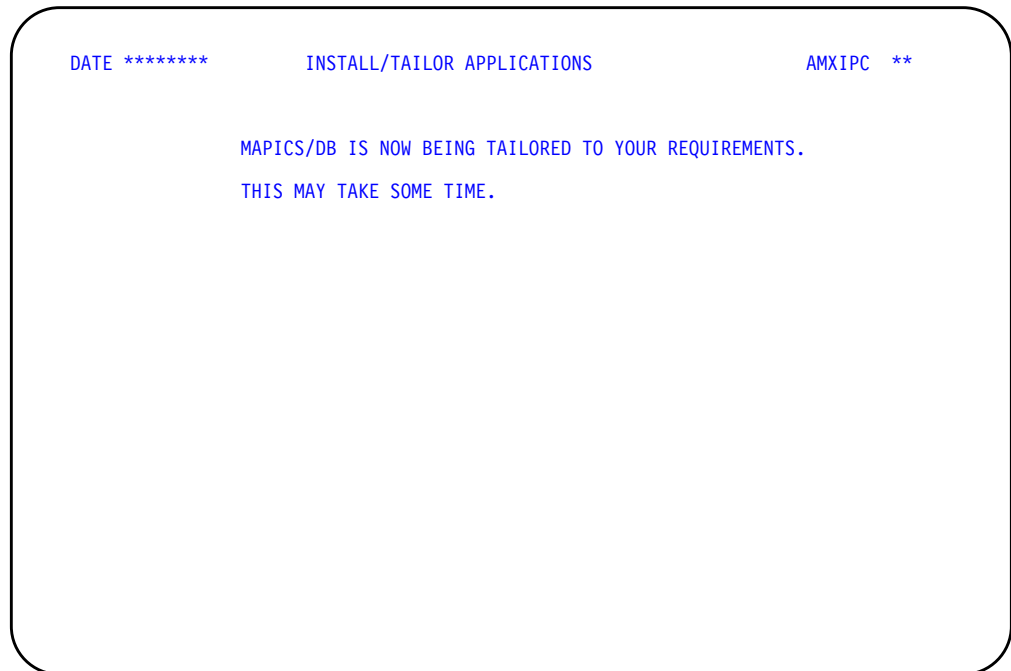 DATE ******** INSTALL/TAILOR APPLICATIONS AMXIPC **
MAPICS/DB IS NOW BEING TAILORED TO YOUR REQUIREMENTS.
THIS MAY TAKE SOME TIME.